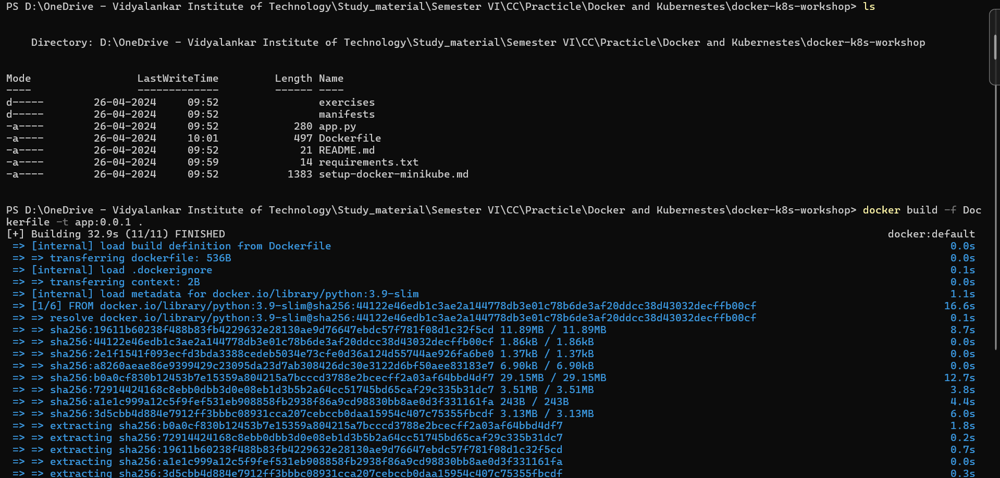 PS D:\OneDrive - Vidyalankar Institute of Technology\Study_material\Semester VI\CC\Practicle\Docker and Kubernestes\docker-k8s-workshop> ls
Directory: D:\OneDrive - Vidyalankar Institute of Technology\Study_material\Semester VI\CC\Practicle\Docker and Kubernestes\docker-k8s-workshop
Mode                 LastWriteTime         Length Name
----                 -------------         ------ ----
d-----        26-04-2024     09:52                exercises
d-----        26-04-2024     09:52                manifests
-a----        26-04-2024     09:52            280 app.py
-a----        26-04-2024     10:01            497 Dockerfile
-a----        26-04-2024     09:52             21 README.md
-a----        26-04-2024     09:59             14 requirements.txt
-a----        26-04-2024     09:52           1383 setup-docker-minikube.md
PS D:\OneDrive - Vidyalankar Institute of Technology\Study_material\Semester VI\CC\Practicle\Docker and Kubernestes\docker-k8s-workshop> docker build -f Doc
kerfile -t app:0.0.1 .
[+] Building 32.9s (11/11) FINISHED docker:default
=> [internal] load build definition from Dockerfile 0.0s
=> => transferring dockerfile: 536B 0.0s
=> [internal] load .dockerignore 0.1s
=> => transferring context: 2B 0.0s
=> [internal] load metadata for docker.io/library/python:3.9-slim 1.1s
=> [1/6] FROM docker.io/library/python:3.9-slim@sha256:44122e46edb1c3ae2a144778db3e01c78b6de3af20ddcc38d43032decffb00cf 16.6s
=> => resolve docker.io/library/python:3.9-slim@sha256:44122e46edb1c3ae2a144778db3e01c78b6de3af20ddcc38d43032decffb00cf 0.1s
=> => sha256:19611b60238f488b83fb4229632e28130ae9d76647ebdc57f781f08d1c32f5cd 11.89MB / 11.89MB 8.7s
=> => sha256:44122e46edb1c3ae2a144778db3e01c78b6de3af20ddcc38d43032decffb00cf 1.86kB / 1.86kB 0.0s
=> => sha256:2e1f1541f093ecfd3bda3388cedeb5034e73cfe0d36a124d55744ae926fa6be0 1.37kB / 1.37kB 0.0s
=> => sha256:a8260aeae86e9399429c23095da23d7ab308426dc30e3122d6bf50aee83183e7 6.90kB / 6.90kB 0.0s
=> => sha256:b0a0cf830b12453b7e15359a804215a7bcccd3788e2bcecff2a03af64bbd4df7 29.15MB / 29.15MB 12.7s
=> => sha256:72914424168c8ebb0dbb3d0e08eb1d3b5b2a64cc51745bd65caf29c335b31dc7 3.51MB / 3.51MB 3.8s
=> => sha256:a1e1c999a12c5f9fef531eb908858fb2938f86a9cd98830bb8ae0d3f331161fa 243B / 243B 4.4s
=> => sha256:3d5cbb4d884e7912ff3bbbc08931cca207cebccb0daa15954c407c75355fbcdf 3.13MB / 3.13MB 6.0s
=> => extracting sha256:b0a0cf830b12453b7e15359a804215a7bcccd3788e2bcecff2a03af64bbd4df7 1.8s
=> => extracting sha256:72914424168c8ebb0dbb3d0e08eb1d3b5b2a64cc51745bd65caf29c335b31dc7 0.2s
=> => extracting sha256:19611b60238f488b83fb4229632e28130ae9d76647ebdc57f781f08d1c32f5cd 0.7s
=> => extracting sha256:a1e1c999a12c5f9fef531eb908858fb2938f86a9cd98830bb8ae0d3f331161fa 0.0s
=> => extracting sha256:3d5cbb4d884e7912ff3bbbc08931cca207cebccb0daa15954c407c75355fbcdf 0.3s